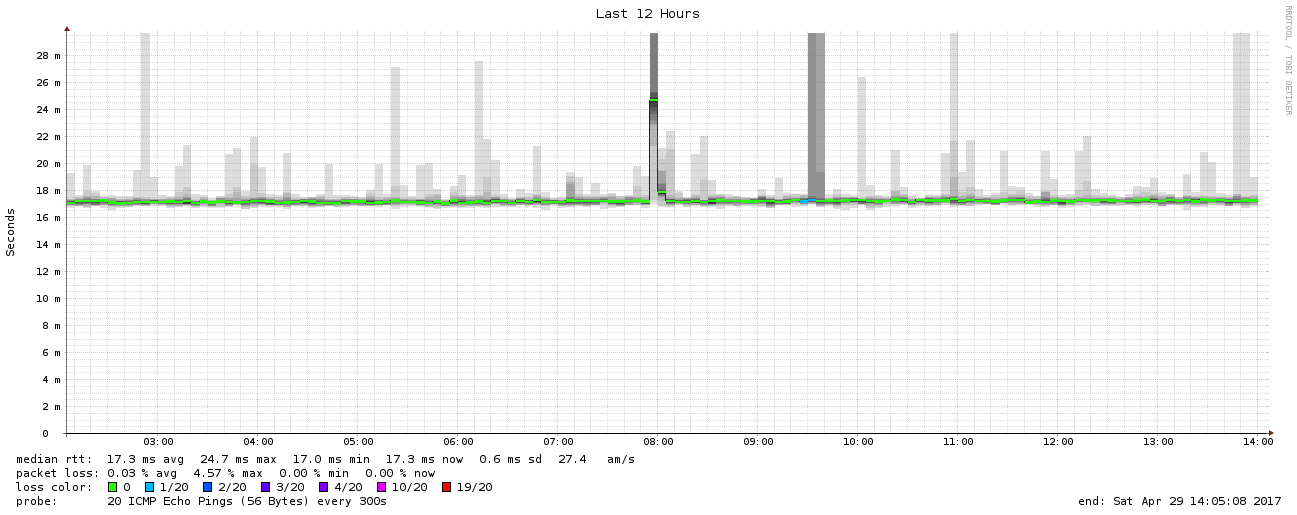 Last 12 Hours
RRDTOOL / TOBI OETIKER
Seconds
28 m
26 m
24 m
22 m
20 m
18 m
16 m
14 m
12 m
10 m
8 m
6 m
4 m
2 m
0
03:00 04:00 05:00 06:00 07:00 08:00 09:00 10:00 11:00 12:00 13:00 14:00
median rtt: 17.3 ms avg 24.7 ms max 17.0 ms min 17.3 ms now 0.6 ms sd 27.4 am/s
packet loss: 0.03 % avg 4.57 % max 0.00 % min 0.00 % now
loss color: 0 1/20 2/20 3/20 4/20 10/20 19/20
probe: 20 ICMP Echo Pings (56 Bytes) every 300s end: Sat Apr 29 14:05:08 2017